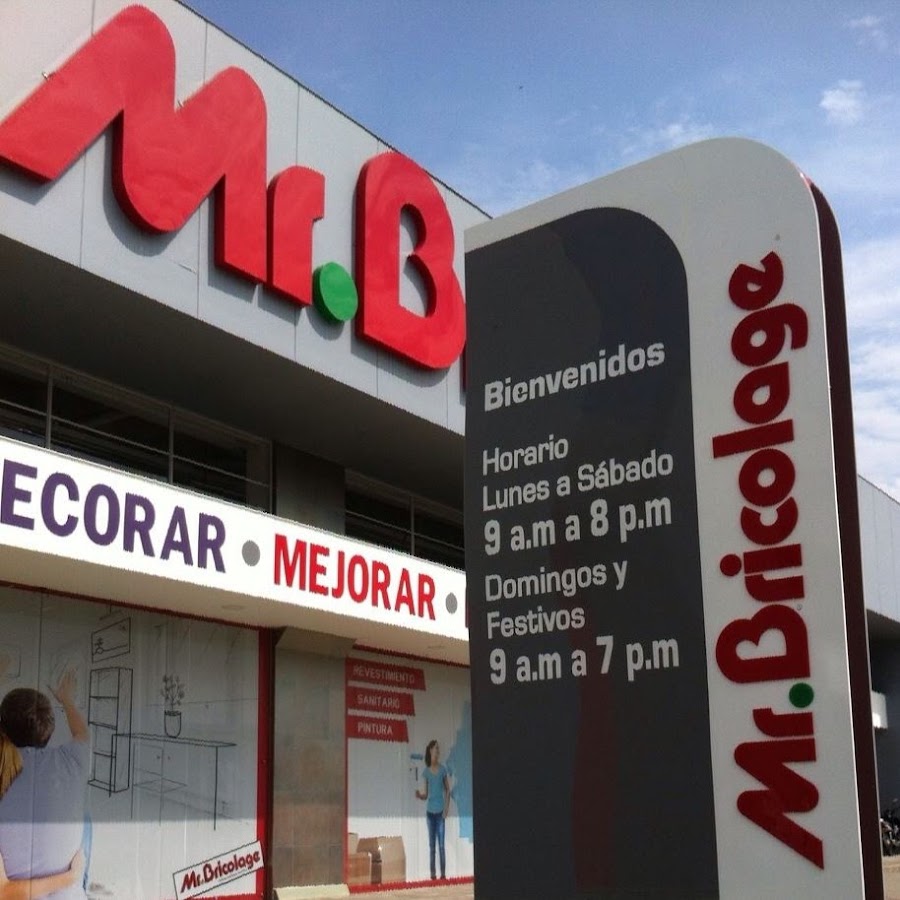 Mr.B
ECORAR • MEJORAR •
REVESTIMIENTO
SANITARIO
PINTURA
Mr.Bricolage
Bienvenidos
Horario
Lunes a Sábado
9 a.m a 8 p.m
Domingos y
Festivos
9 a.m a 7 p.m
Mr.Bricolage